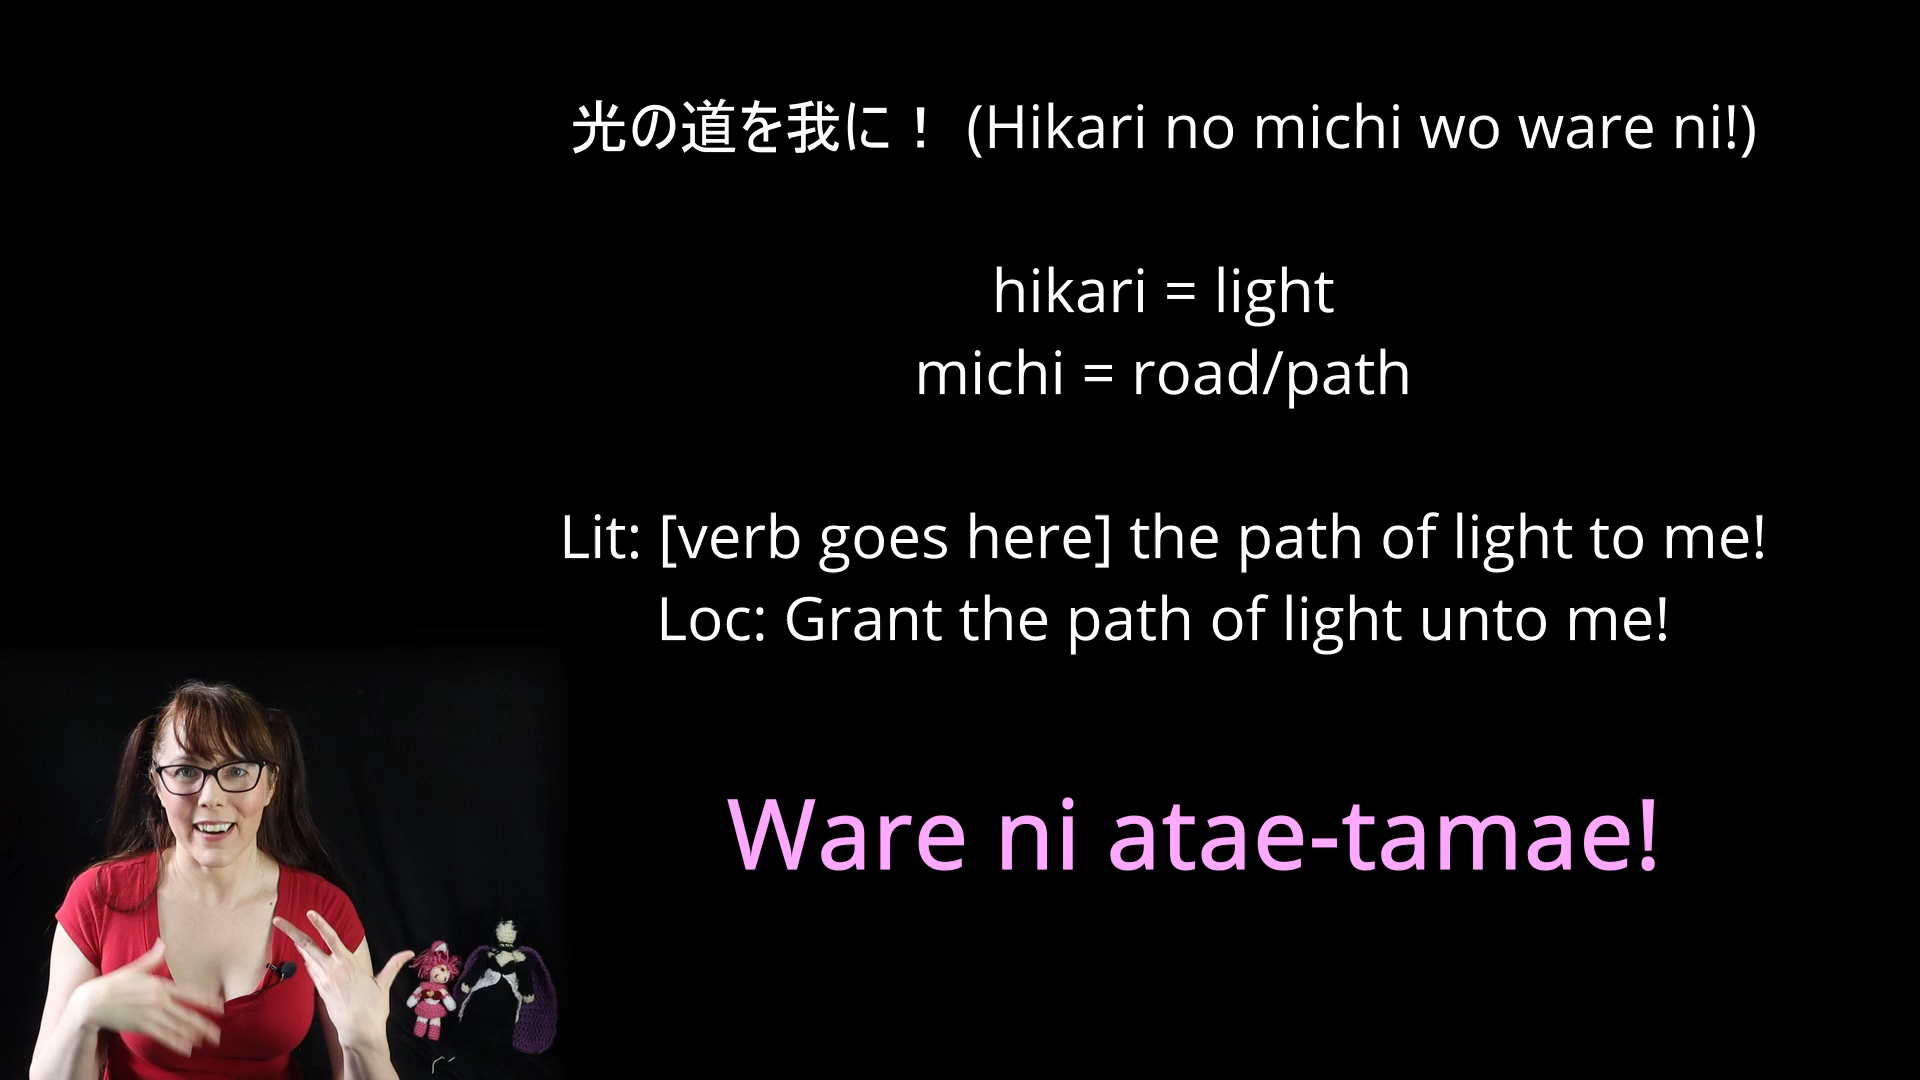 光の道を我に！ (Hikari no michi wo ware ni!)
hikari = light
michi = road/path
Lit: [verb goes here] the path of light to me!
Loc: Grant the path of light unto me!
Ware ni atae-tamae!